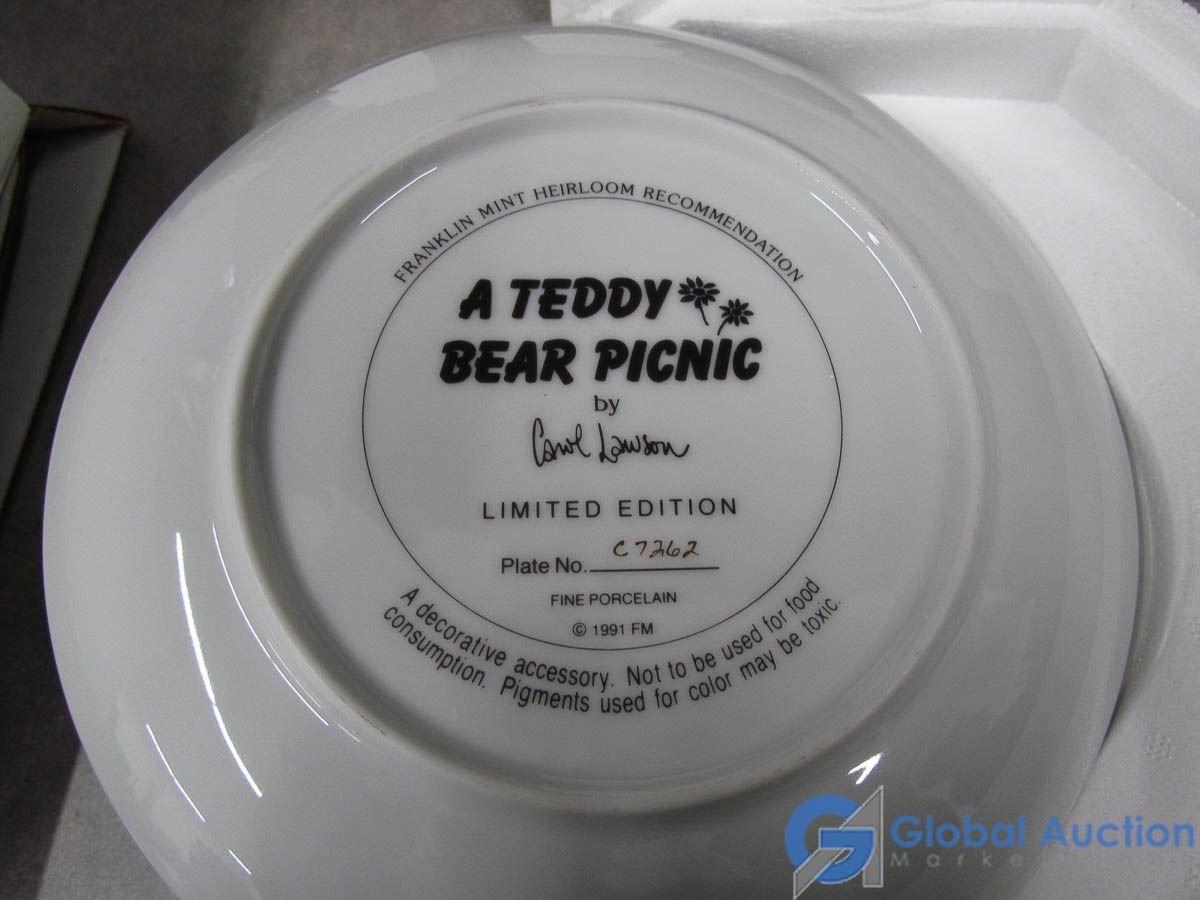 FRANKLIN MINT HEIRLOOM RECOMMENDATION
A TEDDY
BEAR PICNIC
by
Carol Lawson
LIMITED EDITION
Plate No. C7262
FINE PORCELAIN
© 1991 FM
A decorative accessory. Not to be used for food
consumption. Pigments used for color may be toxic.
GA Global Auction